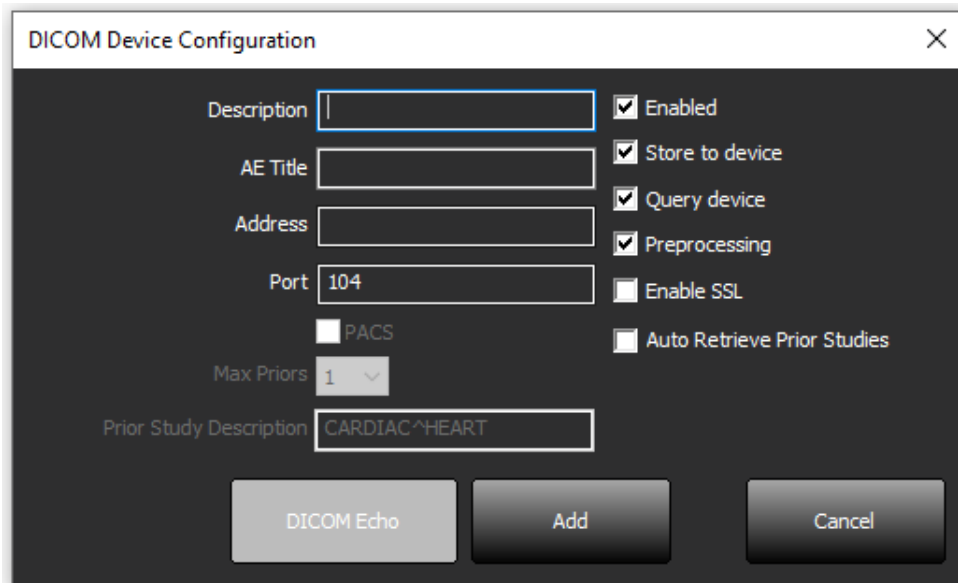 DICOM Device Configuration
Description
Enabled
AE Title
Store to device
Address
Query device
Preprocessing
Port 104
Enable SSL
PACS
Auto Retrieve Prior Studies
Max Priors 1
Prior Study Description CARDIAC^HEART
DICOM Echo Add Cancel